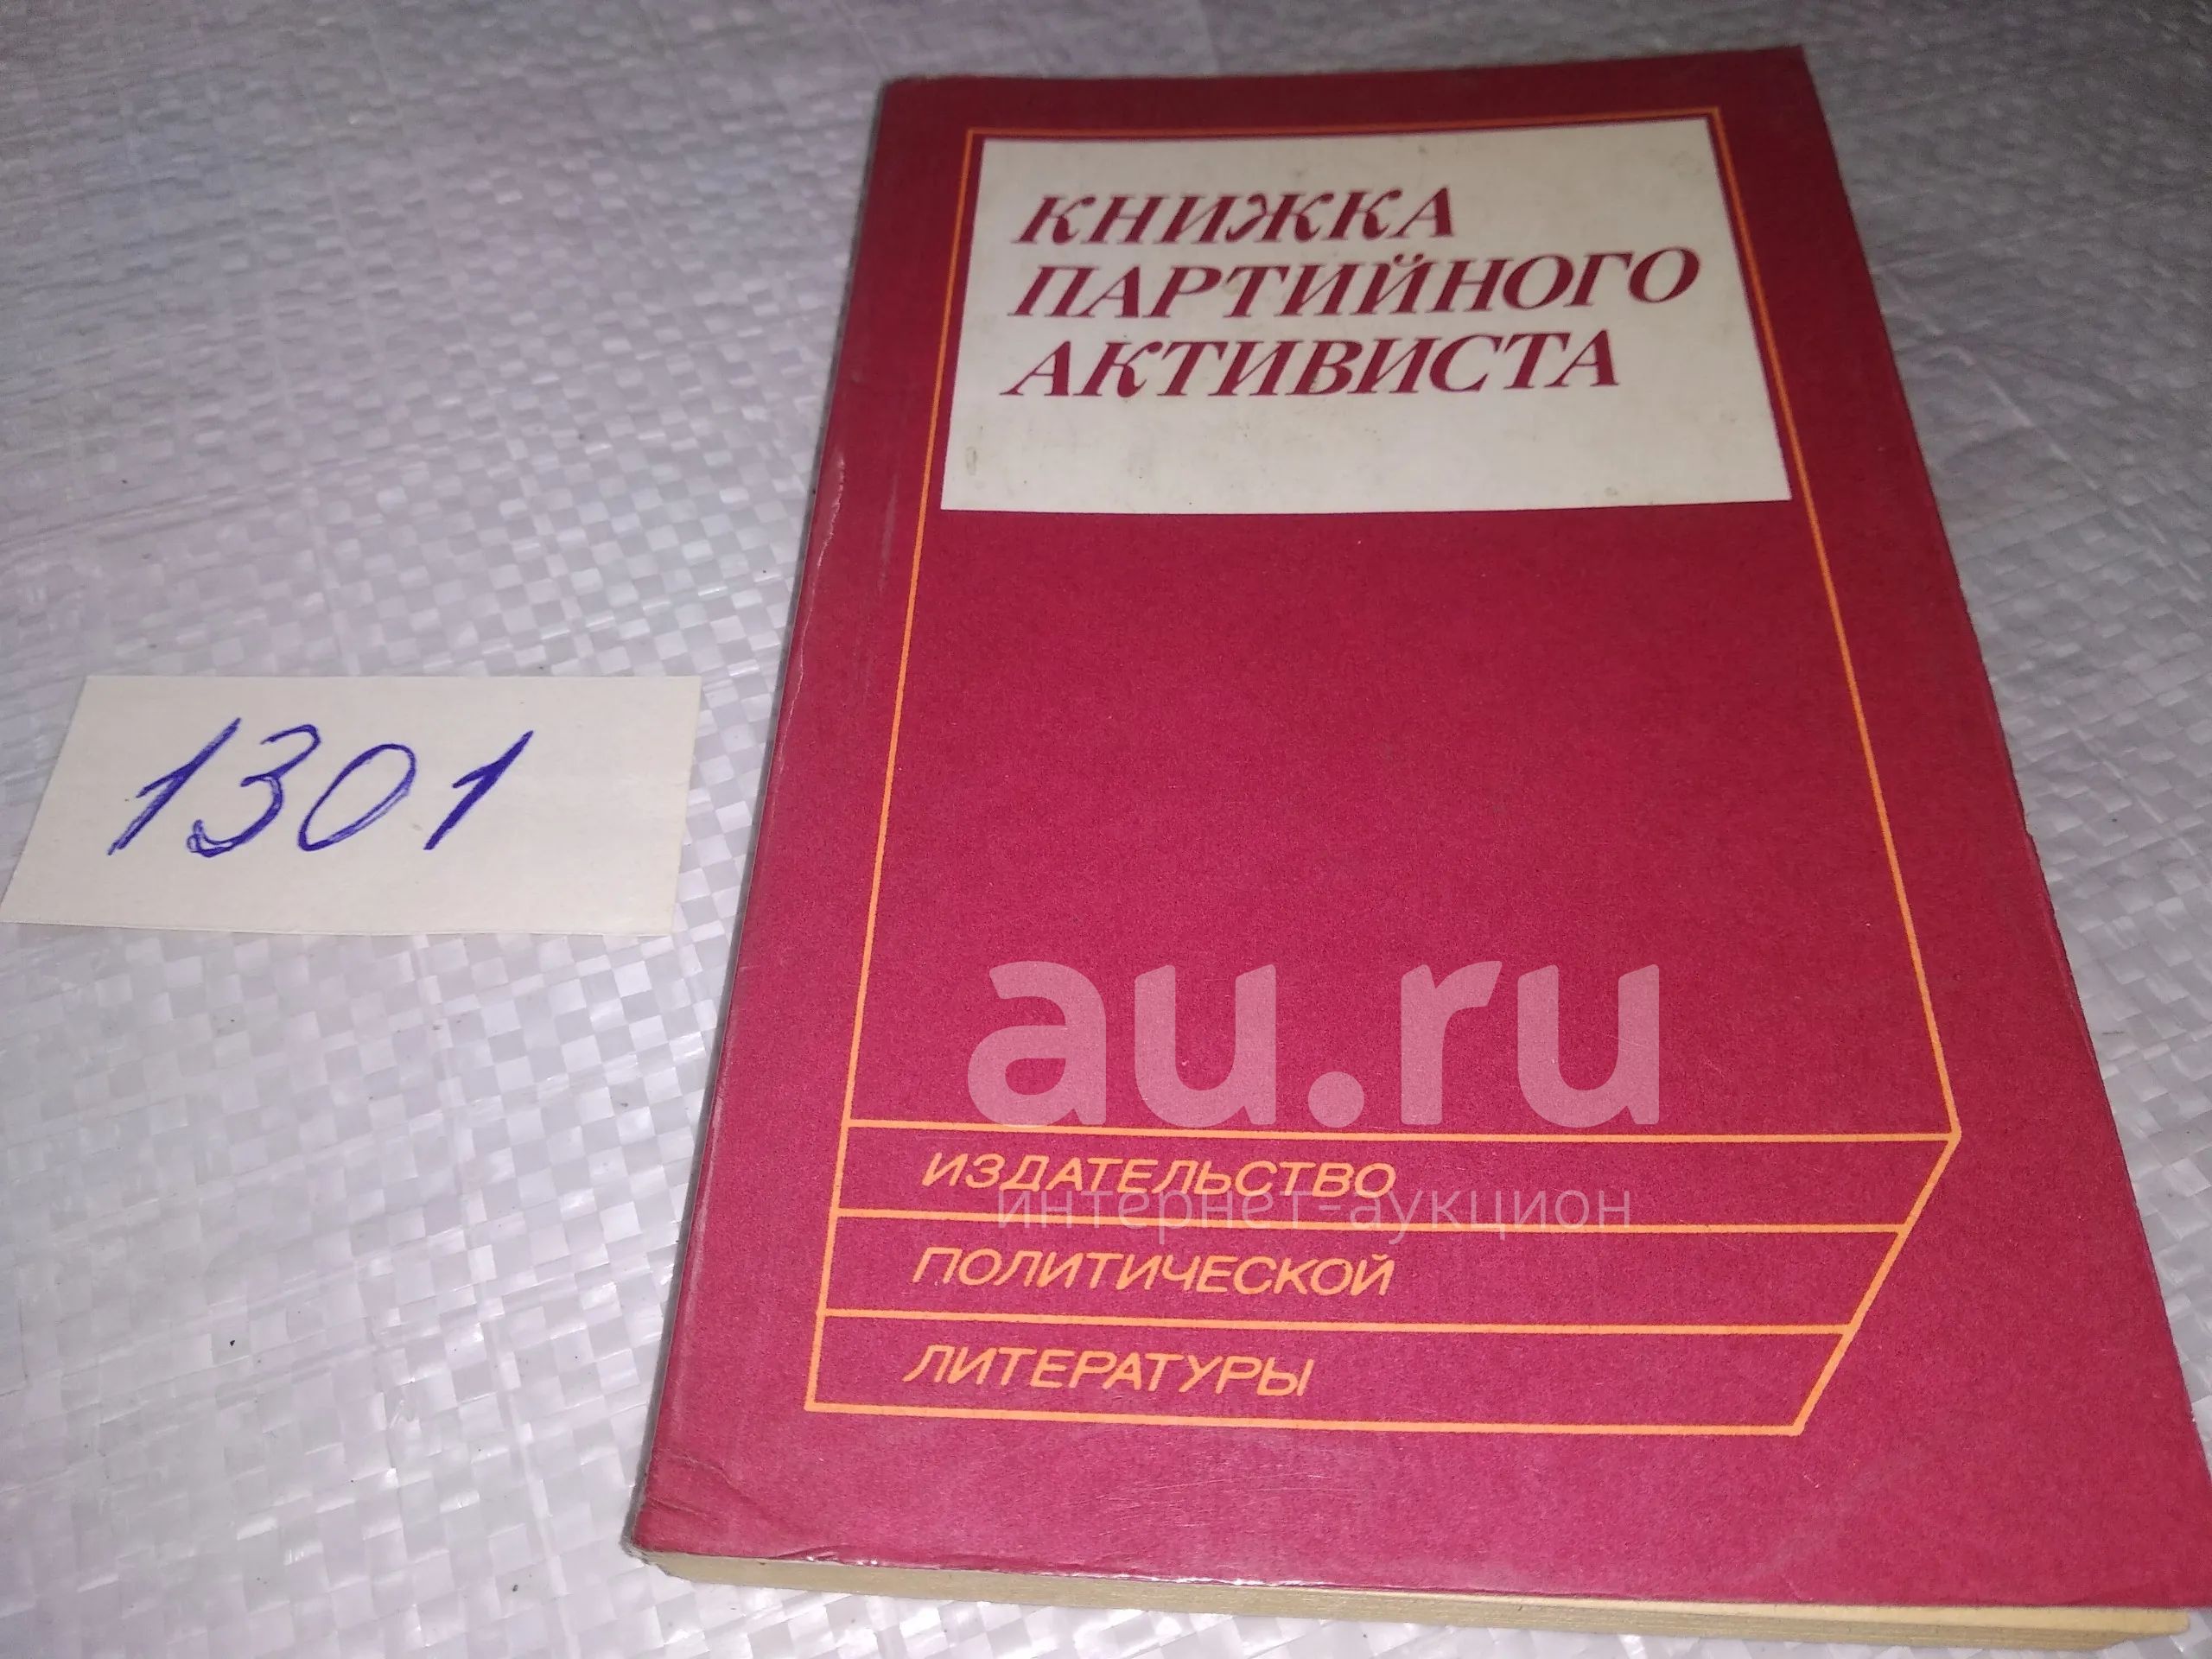 КНИЖКА
ПАРТИЙНОГО
АКТИВИСТА
1301
au.ru
ИЗДАТЕЛЬСТВО
интернет-аукцион
ПОЛИТИЧЕСКОЙ
ЛИТЕРАТУРЫ